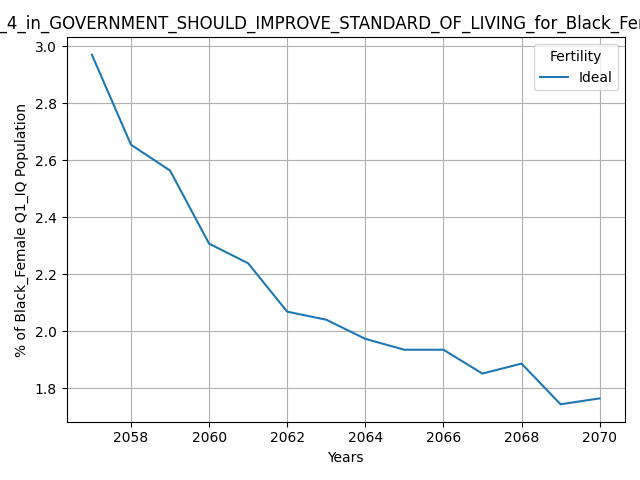 _4_in_GOVERNMENT_SHOULD_IMPROVE_STANDARD_OF_LIVING_for_Black_Fem
Fertility
Ideal
3.0
2.8
2.6
2.4
2.2
2.0
1.8
% of Black_Female Q1_IQ Population
2058
2060
2062
2064
2066
2068
2070
Years